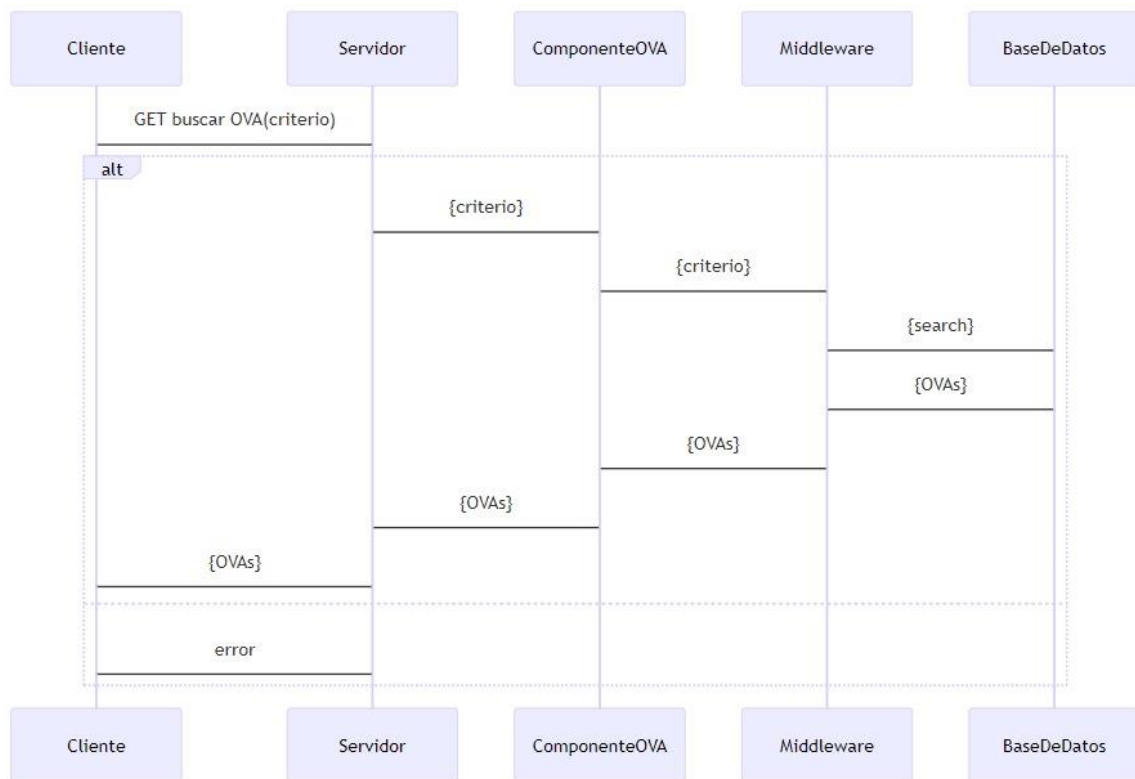 Cliente
Servidor
ComponenteOVA
Middleware
BaseDeDatos
GET buscar OVA(criterio)
alt
{criterio}
{criterio}
{search}
{OVAs}
{OVAs}
{OVAs}
{OVAs}
error
Cliente
Servidor
ComponenteOVA
Middleware
BaseDeDatos